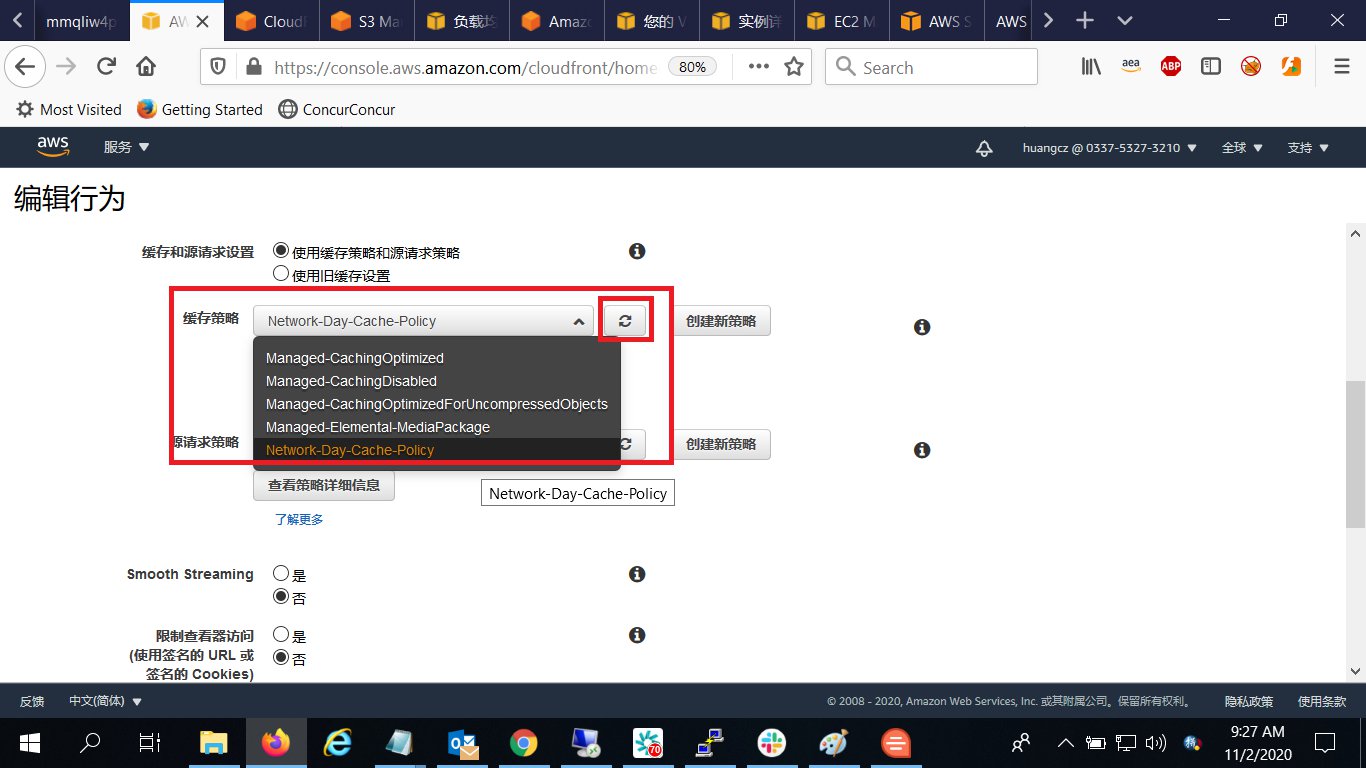 mmqliw4p
AW
CloudF
S3 Ma
负载均
Amaz
您的 V
实例详
EC2 M
AWS S
AWS
https://console.aws.amazon.com/cloudfront/home
80%
Search
aea
ABP
Most Visited
Getting Started
ConcurConcur
aws
服务
huangcz @ 0337-5327-3210
全球
支持
编辑行为
缓存和源请求设置
使用缓存策略和源请求策略
使用旧缓存设置
缓存策略
Network-Day-Cache-Policy
创建新策略
Managed-CachingOptimized
Managed-CachingDisabled
Managed-CachingOptimizedForUncompressedObjects
Managed-Elemental-MediaPackage
源请求策略
Network-Day-Cache-Policy
创建新策略
查看策略详细信息
Network-Day-Cache-Policy
了解更多
Smooth Streaming
是
否
限制查看器访问
(使用签名的 URL 或
签名的 Cookies)
是
否
反馈
中文(简体)
© 2008 - 2020, Amazon Web Services, Inc. 或其附属公司。保留所有权利。
隐私政策
使用条款
70
9:27 AM
11/2/2020